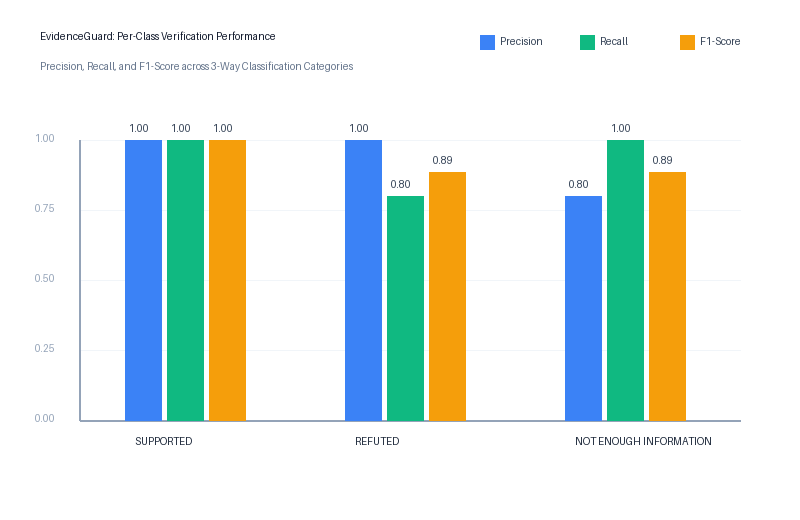 EvidenceGuard: Per-Class Verification Performance
Precision Recall F1-Score
Precision, Recall, and F1-Score across 3-Way Classification Categories
1.00 1.00 1.00 1.00 0.80 0.89 0.80 1.00 0.89
1.00
0.75
0.50
0.25
0.00
SUPPORTED REFUTED NOT ENOUGH INFORMATION